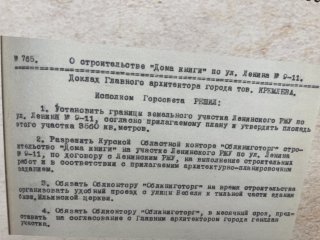 № 765.
О строительстве "Дома книги" по ул. Ленина № 9-11.
Доклад Главного архитектора города тов. КРЕМЛЕВА.
Исполком Горсовета РЕШИЛ:
1. Установить границы земельного участка Ленинского РЖУ по
ул. Ленина № 9-11, согласно прилагаемому плану и утвердить площадь
этого участка 3660 кв.метров.
2. Разрешить Курской Областной конторе "Облкниготорг" строи-
тельство "Дома книги" на участке Ленинского РЖУ по ул. Ленина
№ 9-11, по договору с Ленинским РЖУ, на выполнение строительных
работ и в соответствии с прилагаемым архитектурно-планировочным
заданием.
3. Обязать Облконтору "Облкниготорг" на время строительства
организовать удобный проезд с улицы Бебеля к тыльной части здания
Ильинской церкви.
4. Обязать Облконтору "Облкниготорг", в месячный срок, пред-
ставить на согласование с Главным архитектором города генплан
участка.